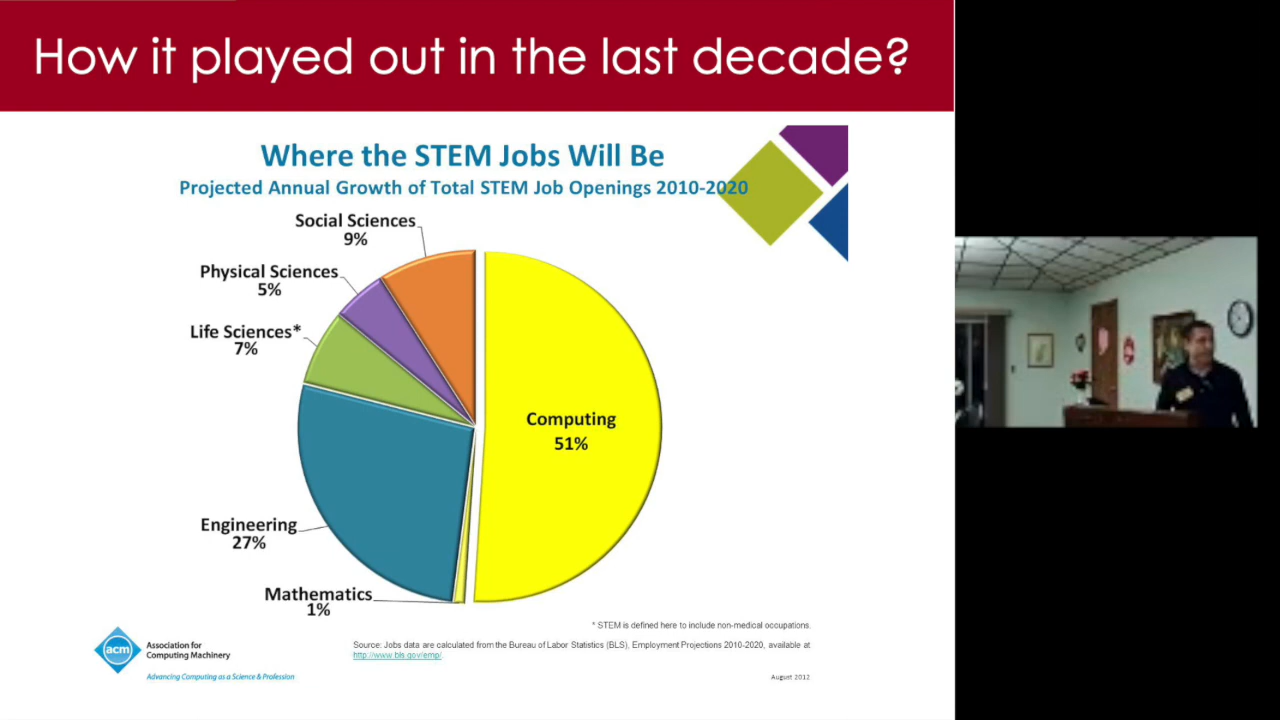 How it played out in the last decade?
Where the STEM Jobs Will Be
Projected Annual Growth of Total STEM Job Openings 2010-2020
Social Sciences
9%
Physical Sciences
5%
Life Sciences*
7%
Computing
51%
Engineering
27%
Mathematics
1%
* STEM is defined here to include non-medical occupations.
acm
Association for
Computing Machinery
Advancing Computing as a Science & Profession
Source: Jobs data are calculated from the Bureau of Labor Statistics (BLS), Employment Projections 2010-2020, available at
http://www.bls.gov/emp/.
August 2012